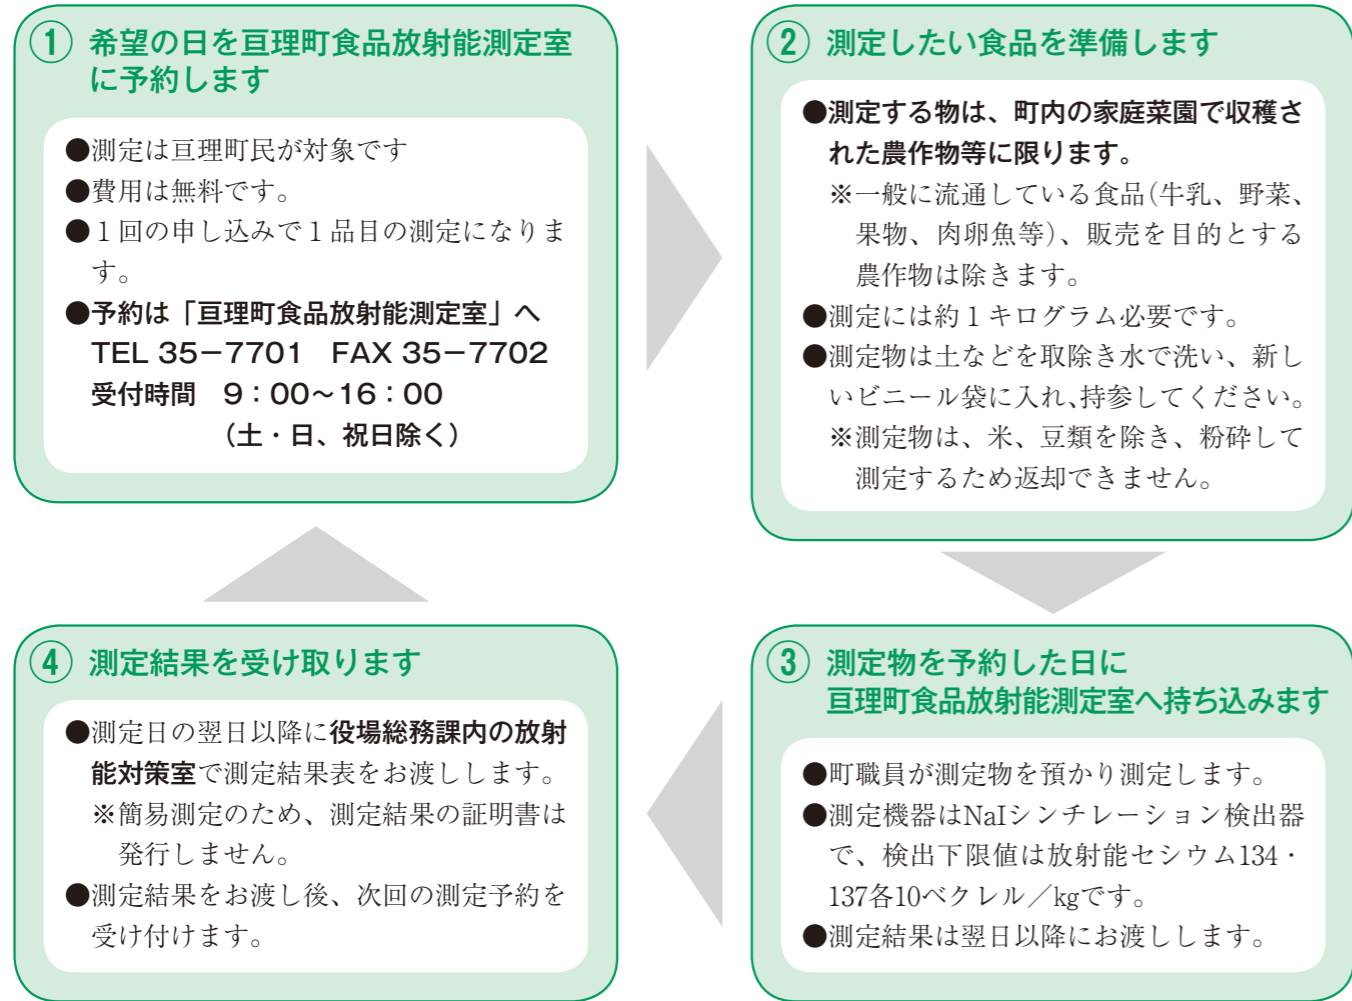 ① 希望の日を亘理町食品放射能測定室
に予約します
●測定は亘理町民が対象です
●費用は無料です。
●１回の申し込みで１品目の測定になりま
す。
●予約は「亘理町食品放射能測定室」へ
TEL 35－7701　FAX 35－7702
受付時間　9：00～16：00
（土・日、祝日除く）
② 測定したい食品を準備します
●測定する物は、町内の家庭菜園で収穫さ
れた農作物等に限ります。
※一般に流通している食品（牛乳、野菜、
果物、肉卵魚等）、販売を目的とする
農作物は除きます。
●測定には約１キログラム必要です。
●測定物は土などを取除き水で洗い、新し
いビニール袋に入れ、持参してください。
※測定物は、米、豆類を除き、粉砕して
測定するため返却できません。
③ 測定物を予約した日に
亘理町食品放射能測定室へ持ち込みます
●町職員が測定物を預かり測定します。
●測定機器はNaIシンチレーション検出器
で、検出下限値は放射能セシウム134・
137各10ベクレル／㎏です。
●測定結果は翌日以降にお渡しします。
④ 測定結果を受け取ります
●測定日の翌日以降に役場総務課内の放射
能対策室で測定結果表をお渡しします。
※簡易測定のため、測定結果の証明書は
発行しません。
●測定結果をお渡し後、次回の測定予約を
受け付けます。